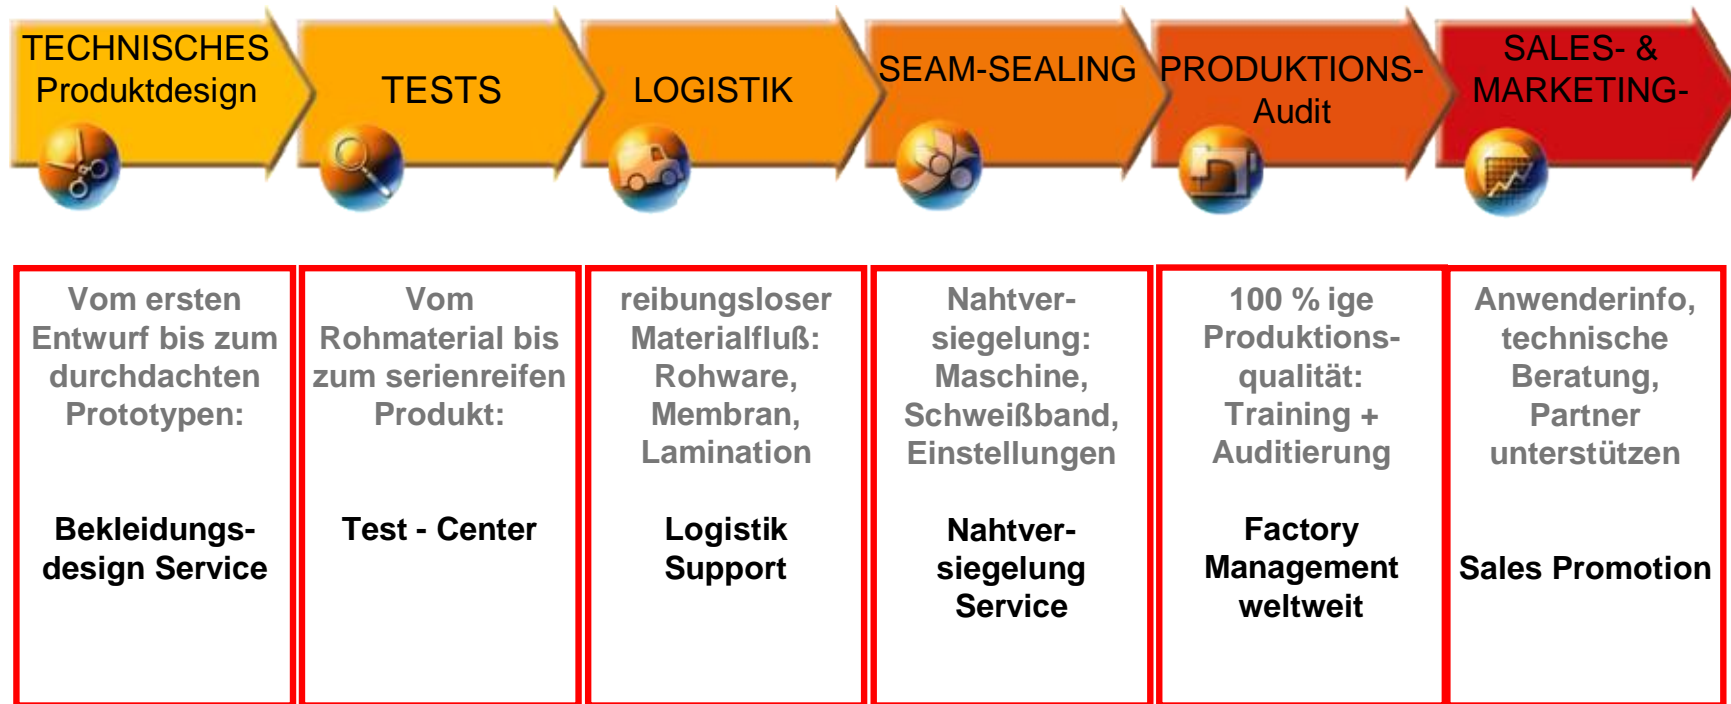 TECHNISCHES
Produktdesign
TESTS
LOGISTIK
SEAM-SEALING
PRODUKTIONS-
Audit
SALES- &
MARKETING-
Vom ersten
Entwurf bis zum
durchdachten
Prototypen:
Bekleidungs-
design Service
Vom
Rohmaterial bis
zum serienreifen
Produkt:
Test - Center
reibungsloser
Materialfluß:
Rohware,
Membran,
Lamination
Logistik
Support
Nahtver-
siegelung:
Maschine,
Schweißband,
Einstellungen
Nahtver-
siegelung
Service
100 % ige
Produktions-
qualität:
Training +
Auditierung
Factory
Management
weltweit
Anwenderinfo,
technische
Beratung,
Partner
unterstützen
Sales Promotion